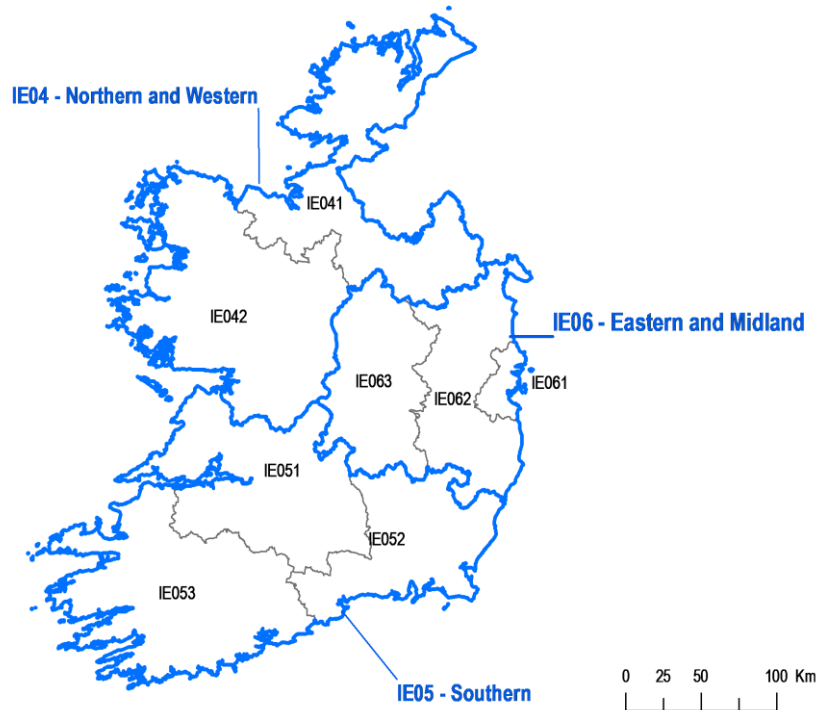 IE04 - Northern and Western
IE041
IE042
IE06 - Eastern and Midland
IE063
IE062
IE061
IE051
IE052
IE053
IE05 - Southern
0 25 50 100 Km